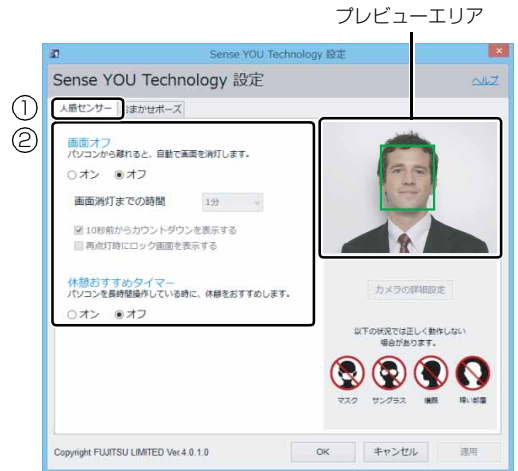 プレビューエリア
Sense YOU Technology 設定
Sense YOU Technology 設定
ヘルプ
① 人感センサー おまかせポーズ
②
画面オフ
パソコンから離れると、自動で画面を消灯します。
オン オフ
画面消灯までの時間 1分
10秒前からカウントダウンを表示する
再点灯時にロック画面を表示する
休憩おすすめタイマー
パソコンを長時間操作している時に、休憩をおすすめします。
オン オフ
カメラの詳細設定
以下の状況では正しく動作しない
場合があります。
マスク サングラス 横顔 暗い部屋
Copyright FUJITSU LIMITED Ver.4.0.1.0
OK キャンセル 適用